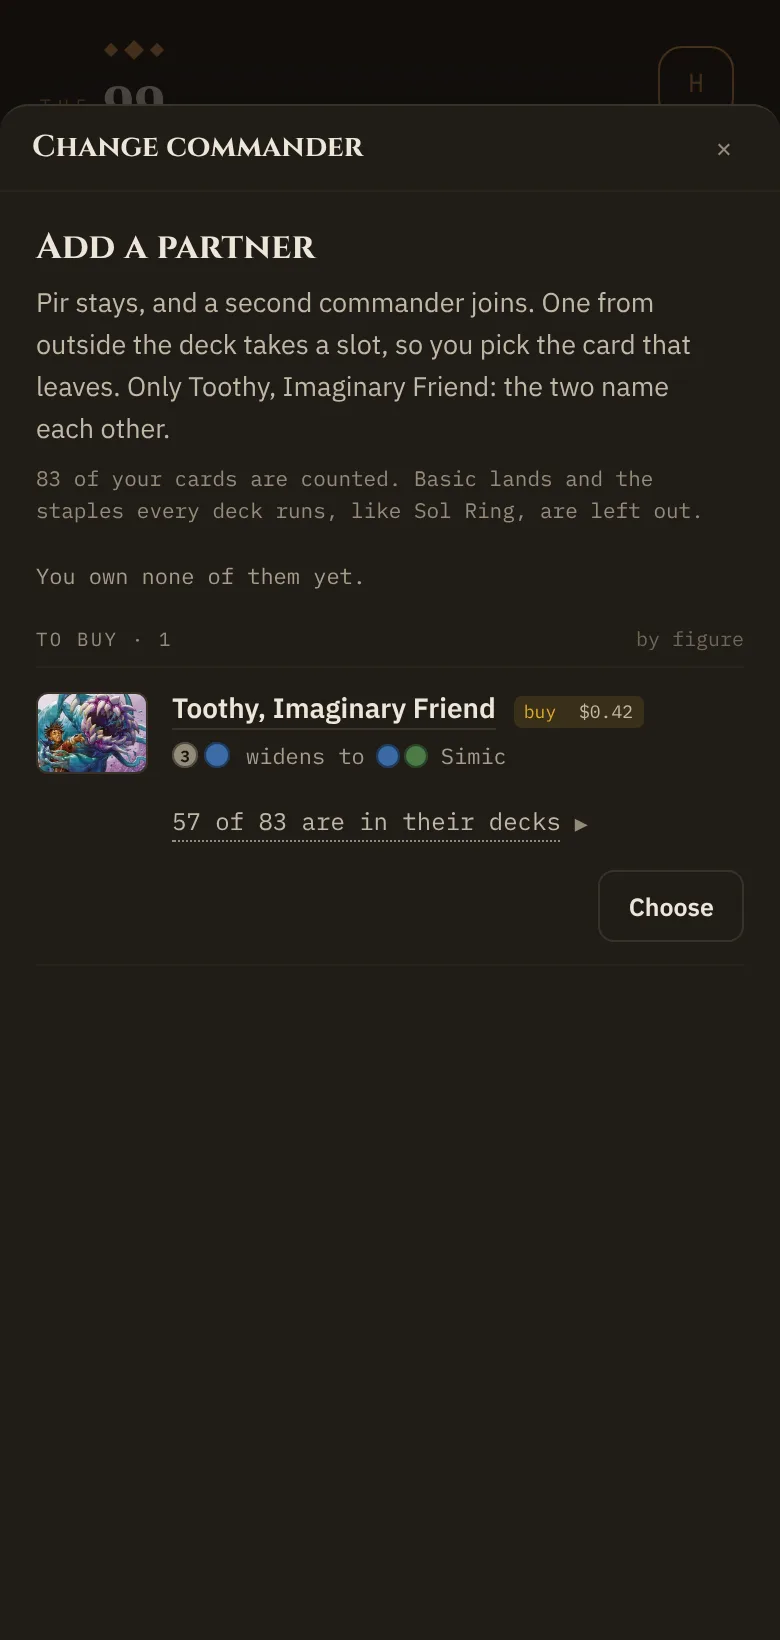 THE 99
H
Change commander
×
Add a partner
Pir stays, and a second commander joins. One from
outside the deck takes a slot, so you pick the card that
leaves. Only Toothy, Imaginary Friend: the two name
each other.
83 of your cards are counted. Basic lands and the
staples every deck runs, like Sol Ring, are left out.
You own none of them yet.
TO BUY · 1 by figure
Toothy, Imaginary Friend buy $0.42
3 widens to Simic
57 of 83 are in their decks ▸
Choose